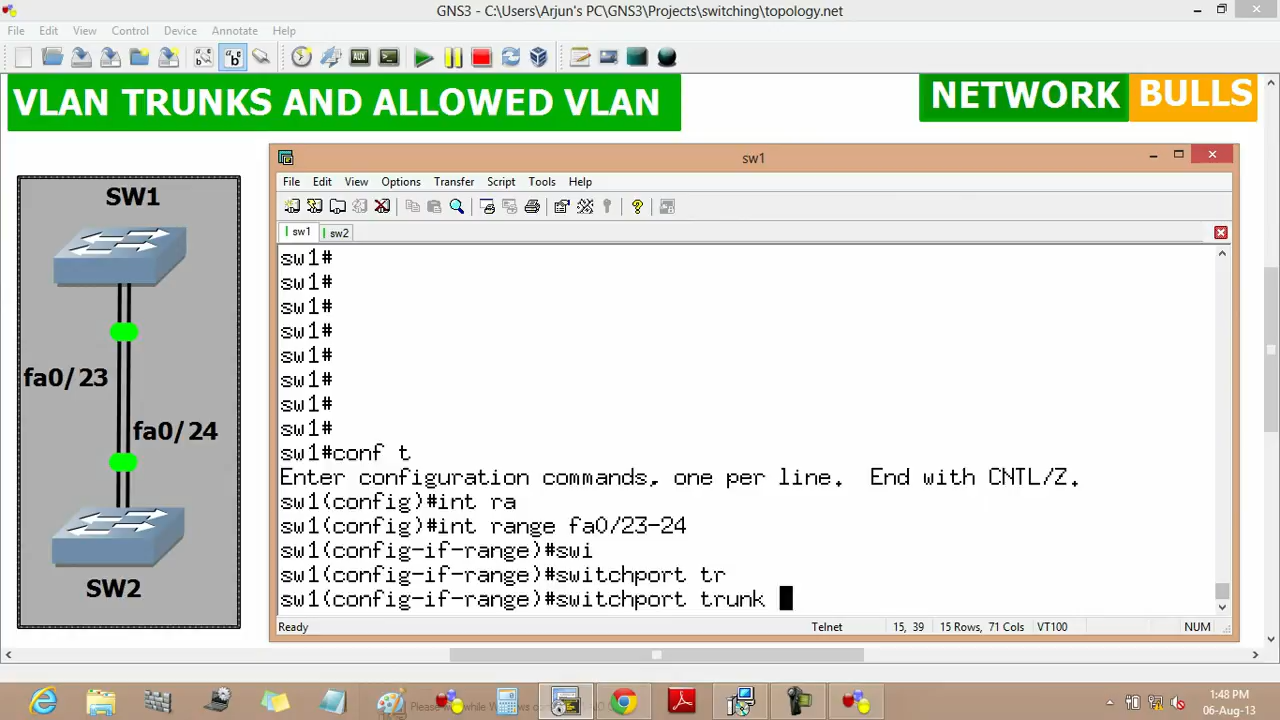 GNS3 - C:\Users\Arjun's PC\GNS3\Projects\switching\topology.net
File Edit View Control Device Annotate Help
VLAN TRUNKS AND ALLOWED VLAN
NETWORK BULLS
SW1
fa0/23
fa0/24
SW2
sw1
File Edit View Options Transfer Script Tools Help
sw1 sw2
sw1#
sw1#
sw1#
sw1#
sw1#
sw1#
sw1#
sw1#
sw1#conf t
Enter configuration commands, one per line.  End with CNTL/Z.
sw1(config)#int ra
sw1(config)#int range fa0/23-24
sw1(config-if-range)#swi
sw1(config-if-range)#switchport tr
sw1(config-if-range)#switchport trunk
Ready Telnet 15, 39 15 Rows, 71 Cols VT100 NUM
1:48 PM
06-Aug-13